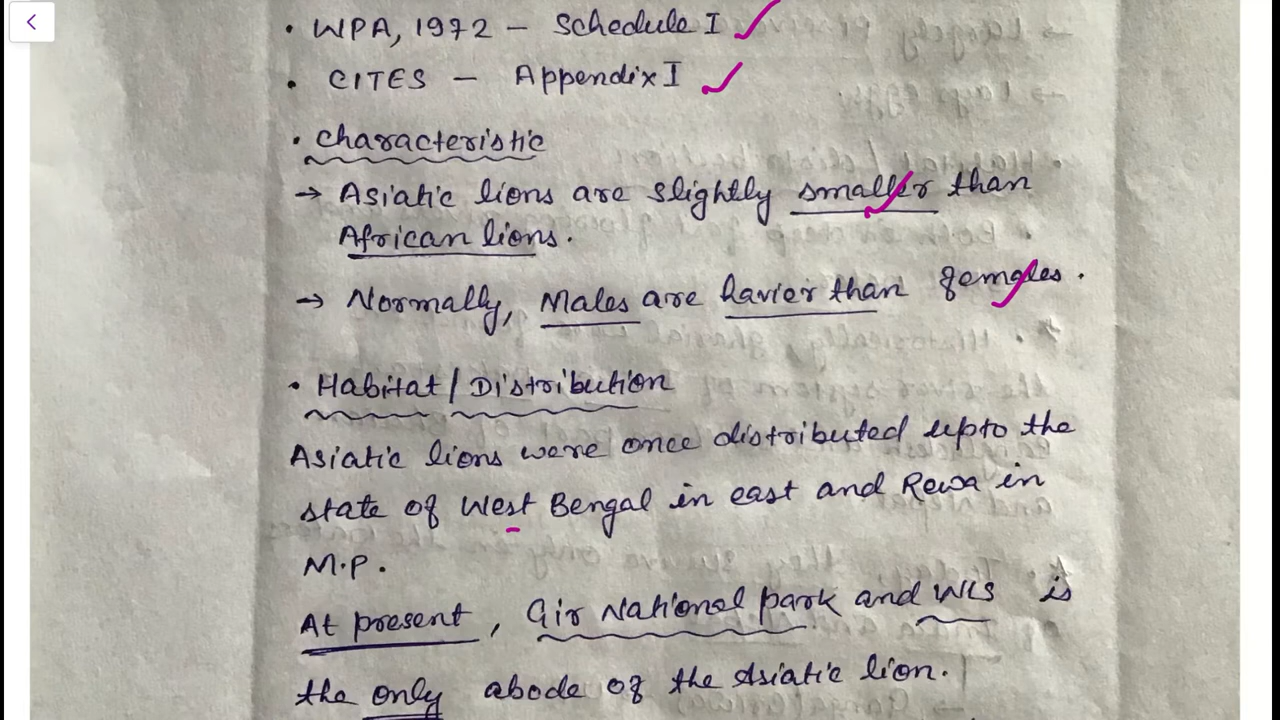 • WPA, 1972 – Schedule I
• CITES – Appendix I
• Characteristic
→ Asiatic lions are slightly smaller than
African lions.
→ Normally, Males are havier than females.
• Habitat / Distribution
Asiatic lions were once distributed upto the
state of West Bengal in east and Rewa in
M.P.
At present, Gir National park and WLS is
the only abode of the Asiatic lion.